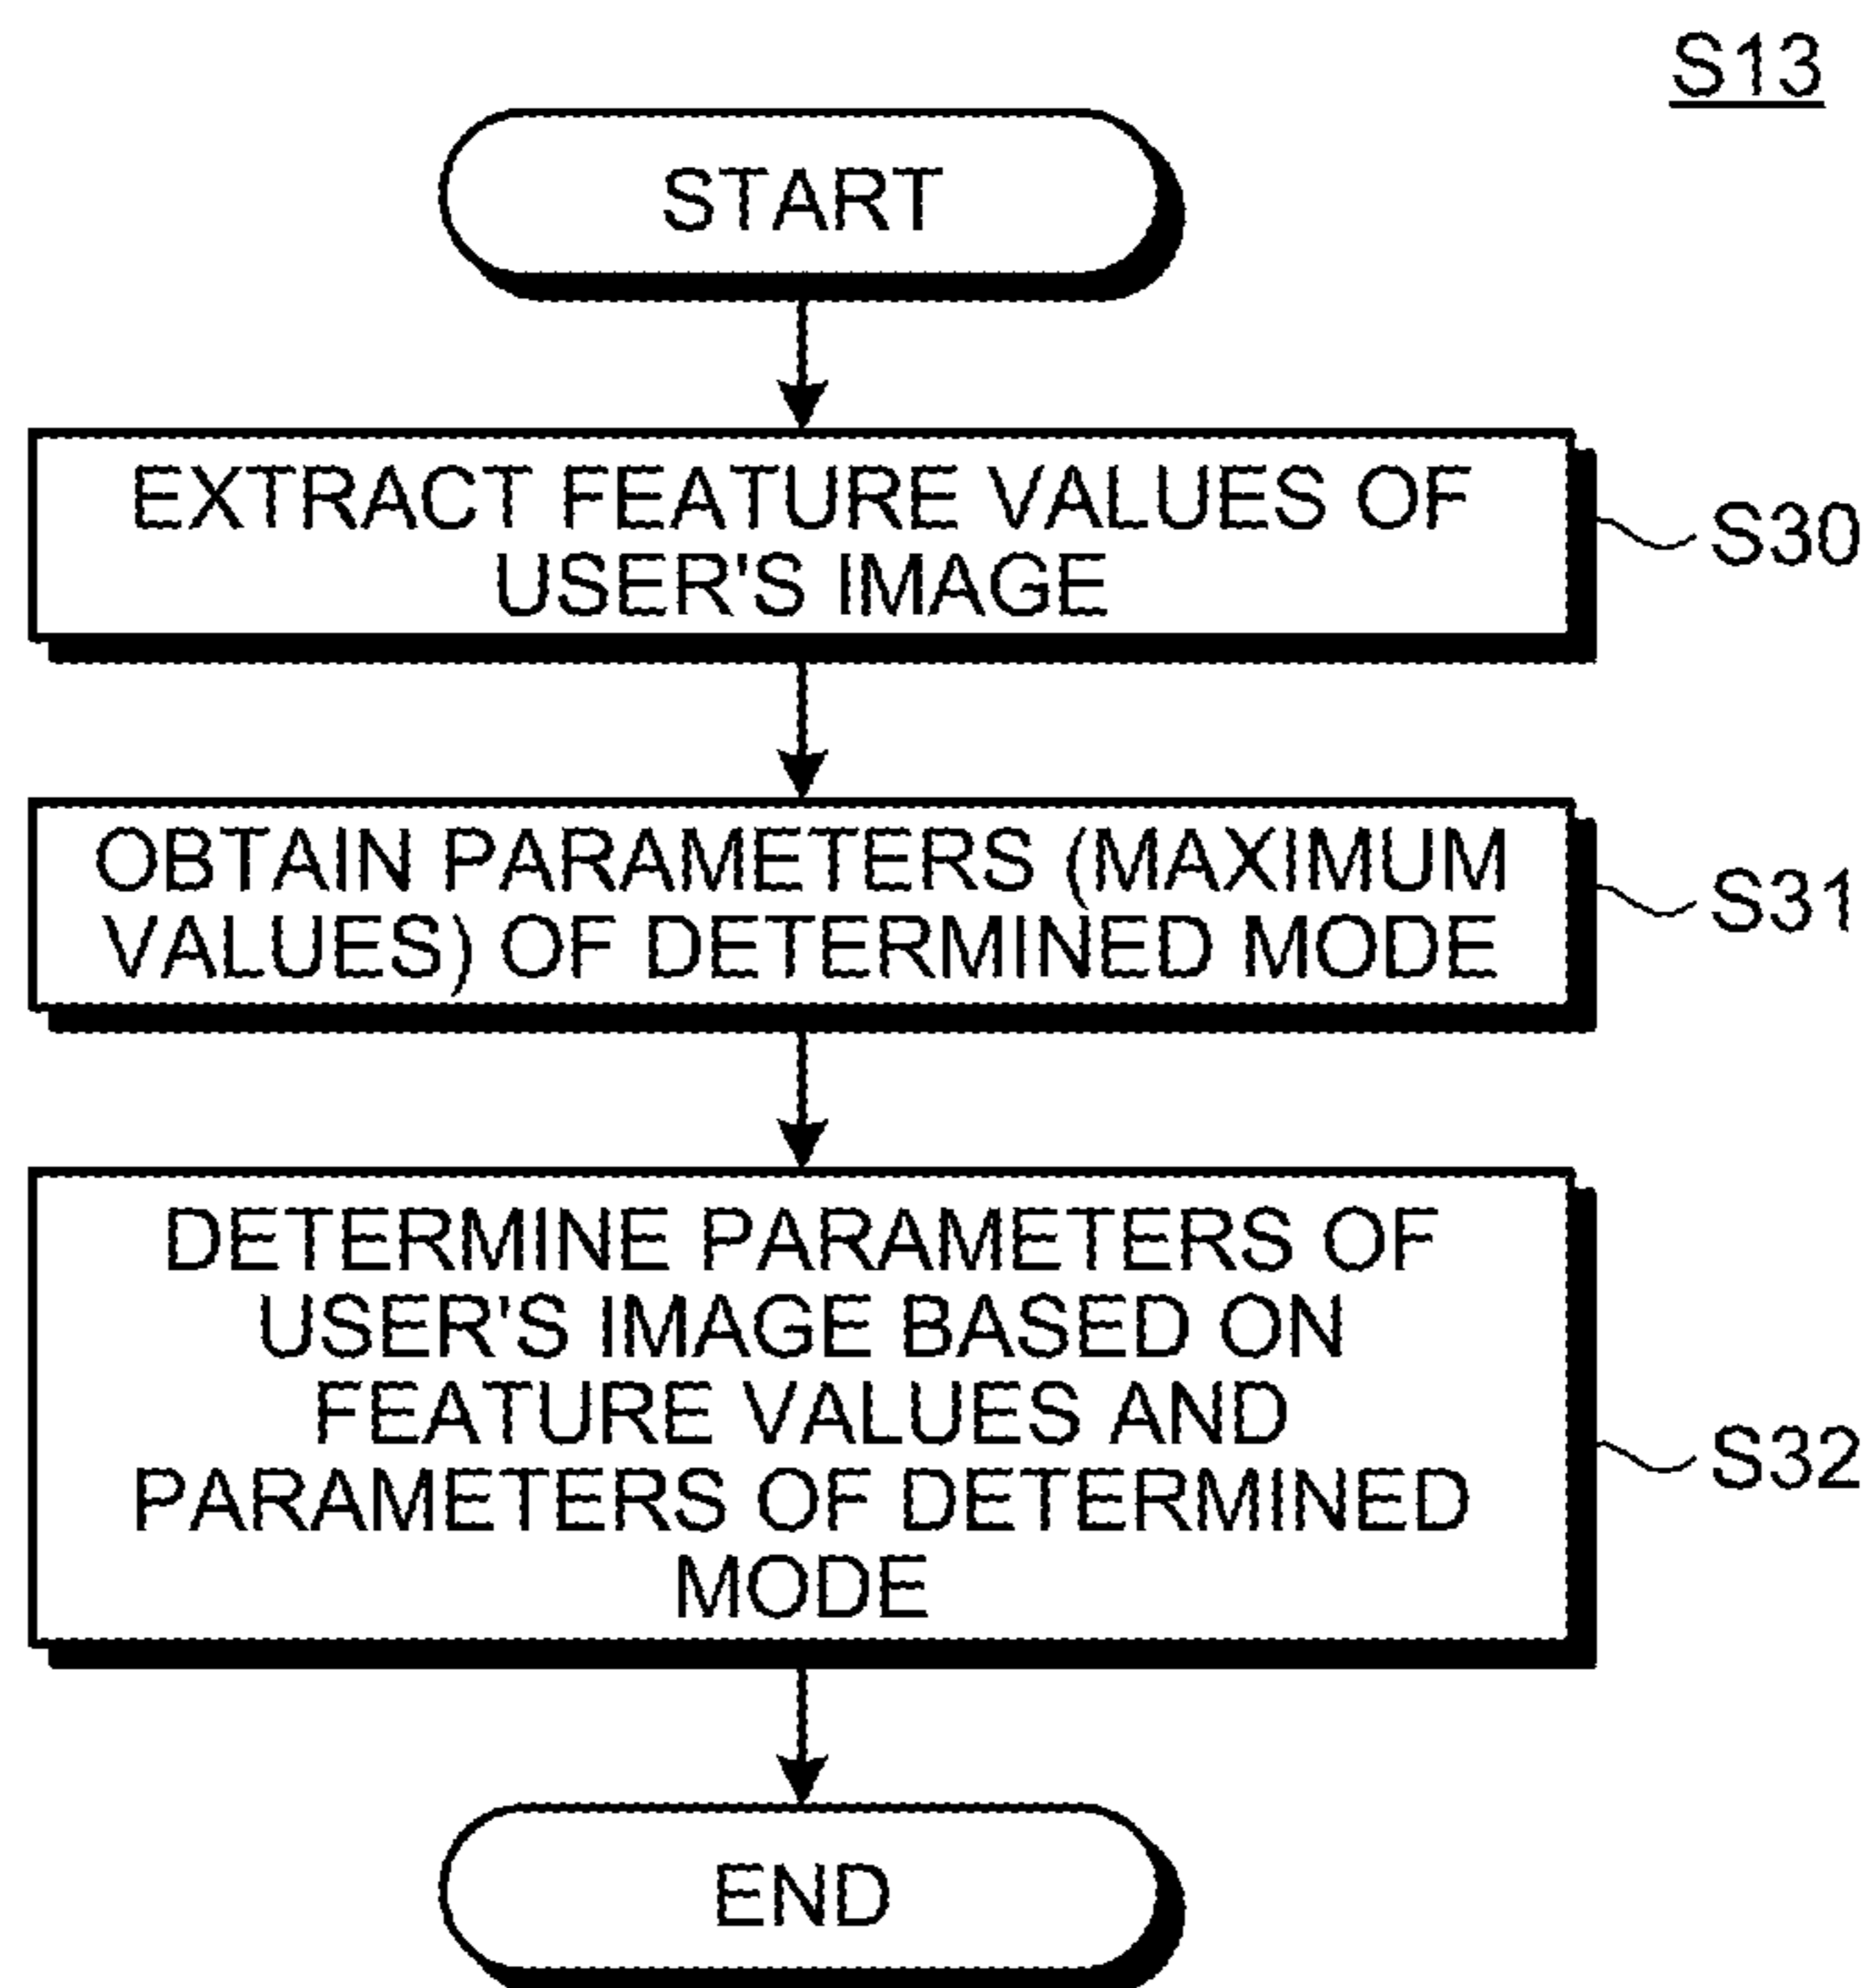 S13
START
EXTRACT FEATURE VALUES OF
USER'S IMAGE
S30
OBTAIN PARAMETERS (MAXIMUM
VALUES) OF DETERMINED MODE
S31
DETERMINE PARAMETERS OF
USER'S IMAGE BASED ON
FEATURE VALUES AND
PARAMETERS OF DETERMINED
MODE
S32
END